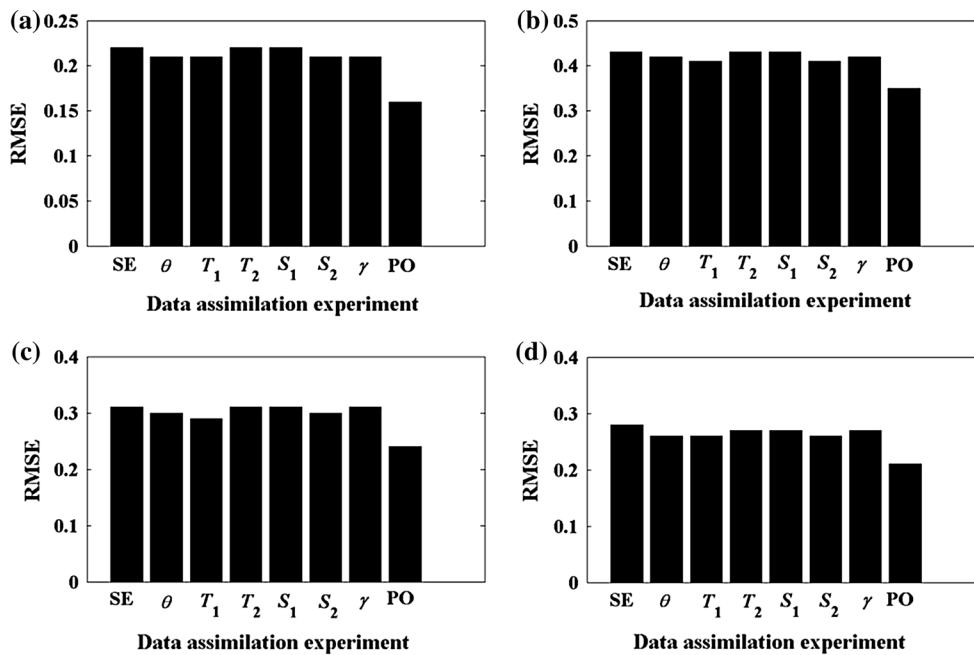 (a)
0.25
0.2
0.15
0.1
0.05
0
RMSE
SE θ T1 T2 S1 S2 γ PO
Data assimilation experiment
(b)
0.5
0.4
0.3
0.2
0.1
0
RMSE
SE θ T1 T2 S1 S2 γ PO
Data assimilation experiment
(c)
0.4
0.3
0.2
0.1
0
RMSE
SE θ T1 T2 S1 S2 γ PO
Data assimilation experiment
(d)
0.4
0.3
0.2
0.1
0
RMSE
SE θ T1 T2 S1 S2 γ PO
Data assimilation experiment